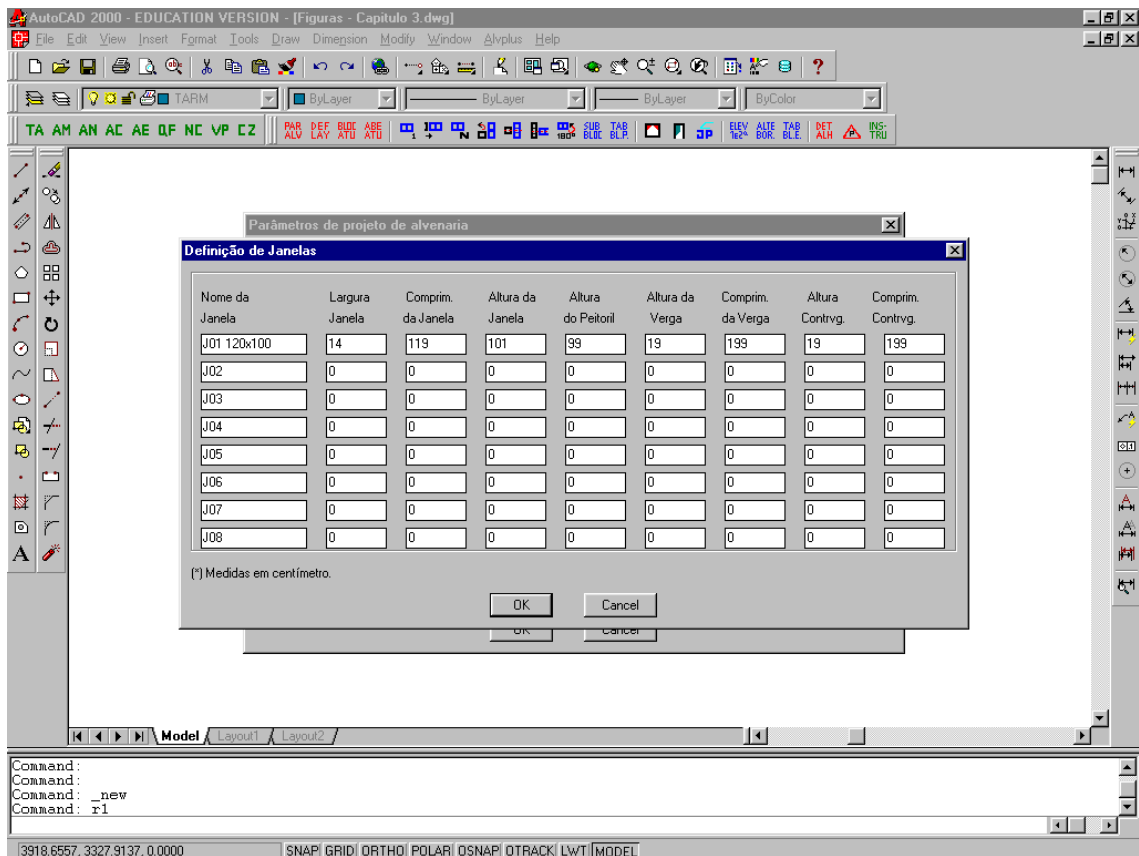 AutoCAD 2000 - EDUCATION VERSION - [Figuras - Capitulo 3.dwg]
File Edit View Insert Format Tools Draw Dimension Modify Window Alvplus Help
TARM ByLayer ByLayer ByLayer ByColor
TA AM AN AC AE QF NC VP CZ PAR ALV DEF LAY BLOC ATU ABE ATU 1 N 180º SUB BLOC TAB BL.P. JP ELEV 1e2ª ALTE BOR. TAB BL.E. DET ALH INS- TRU
Parâmetros de projeto de alvenaria
Definição de Janelas
Nome da Largura Comprim. Altura da Altura Altura da Comprim. Altura Comprim.
Janela Janela da Janela Janela do Peitoril Verga da Verga Contrvg. Contrvg.
J01 120x100 14 119 101 99 19 199 19 199
J02 0 0 0 0 0 0 0 0
J03 0 0 0 0 0 0 0 0
J04 0 0 0 0 0 0 0 0
J05 0 0 0 0 0 0 0 0
J06 0 0 0 0 0 0 0 0
J07 0 0 0 0 0 0 0 0
J08 0 0 0 0 0 0 0 0
(*) Medidas em centímetro.
OK Cancel
OK Cancel
Model Layout1 Layout2
Command:
Command:
Command: _new
Command: r1
3918.6557, 3327.9137, 0.0000 SNAP GRID ORTHO POLAR OSNAP OTRACK LWT MODEL